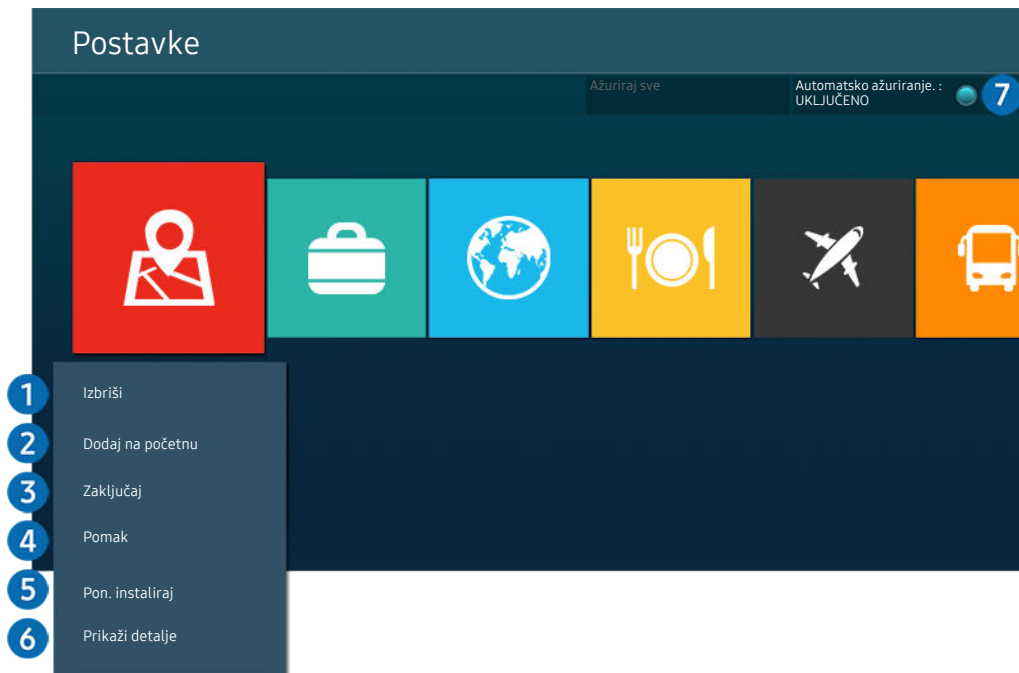 Postavke
Ažuriraj sve
Automatsko ažuriranje. :
UKLJUČENO
7
1
Izbriši
2
Dodaj na početnu
3
Zaključaj
4
Pomak
5
Pon. instaliraj
6
Prikaži detalje